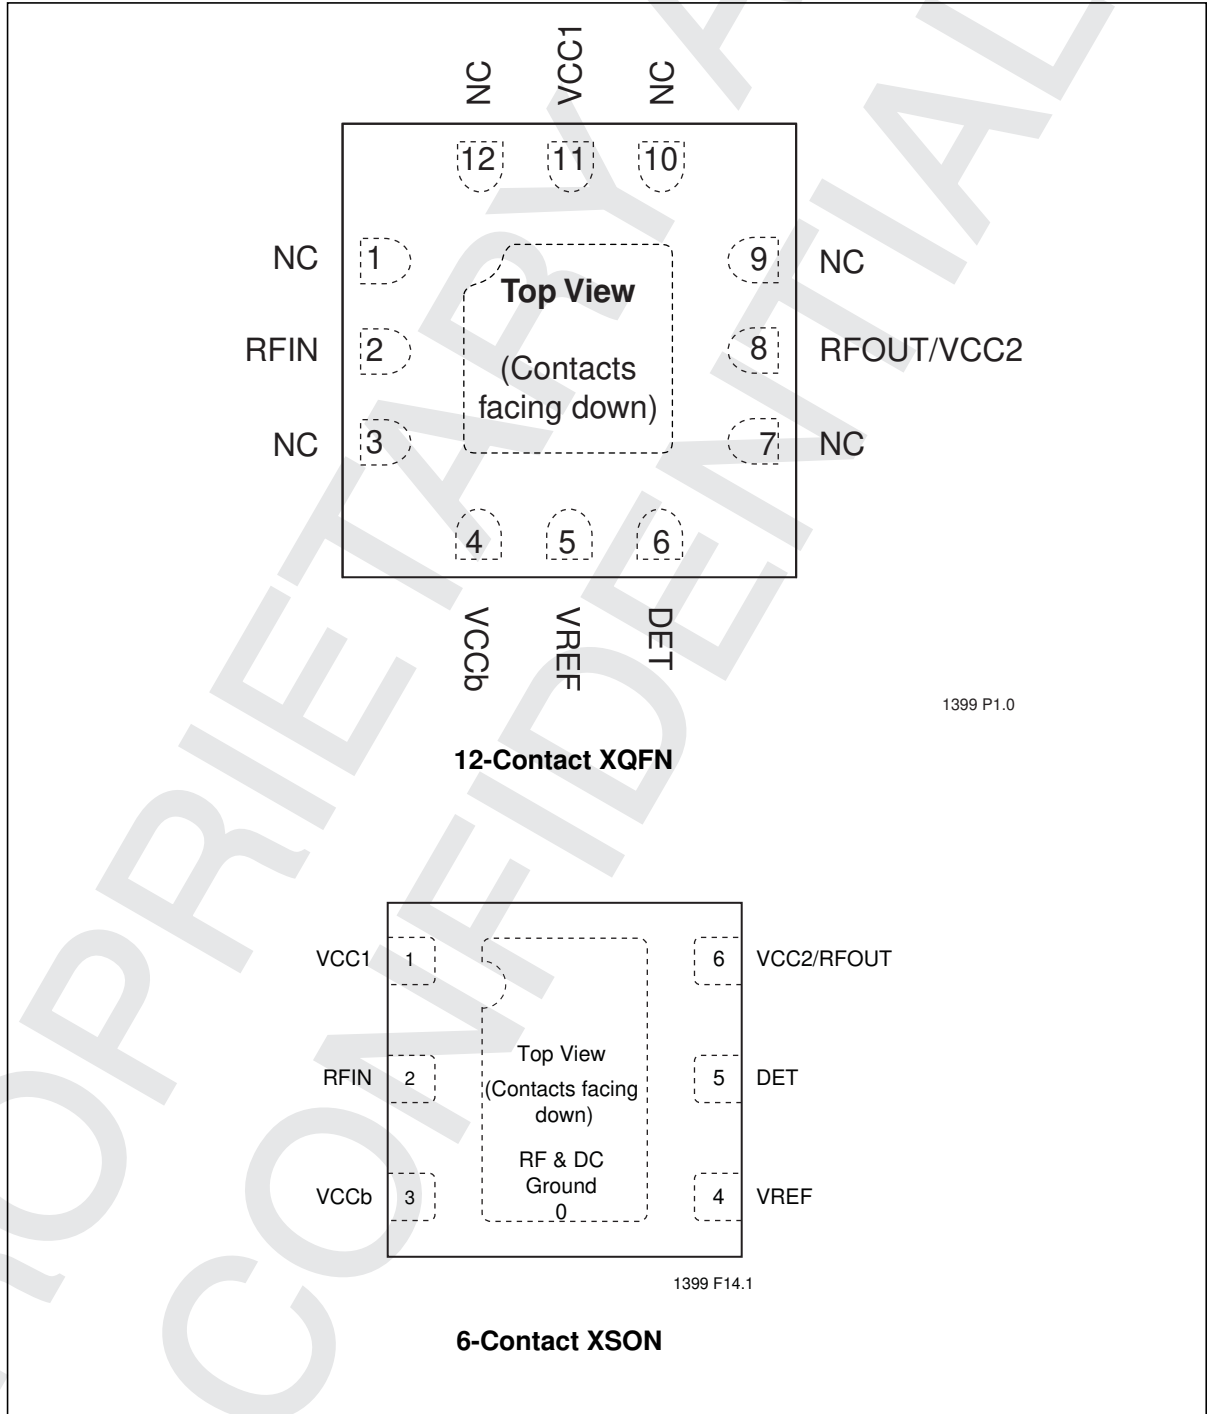 NC VCC1 NC
12 11 10
NC 1 9 NC
Top View
RFIN 2 8 RFOUT/VCC2
(Contacts
facing down)
NC 3 7 NC
4 5 6
VCCb VREF DET
1399 P1.0
12-Contact XQFN
VCC1 1 6 VCC2/RFOUT
Top View
RFIN 2 5 DET
(Contacts facing
down)
RF & DC
Ground
VCCb 3 4 VREF
0
1399 F14.1
6-Contact XSON
CONFIDENTIAL